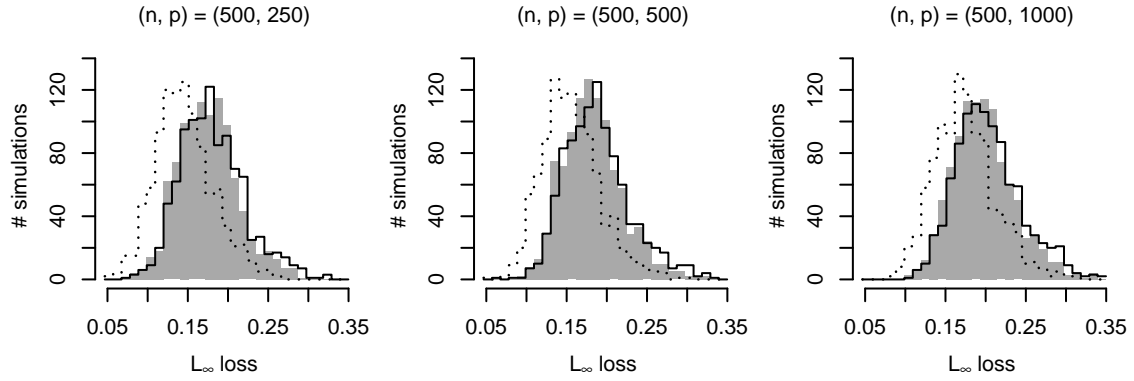 (n, p) = (500, 250)
# simulations
120
80
40
0
0.05 0.15 0.25 0.35
L∞ loss
(n, p) = (500, 500)
# simulations
120
80
40
0
0.05 0.15 0.25 0.35
L∞ loss
(n, p) = (500, 1000)
# simulations
120
80
40
0
0.05 0.15 0.25 0.35
L∞ loss